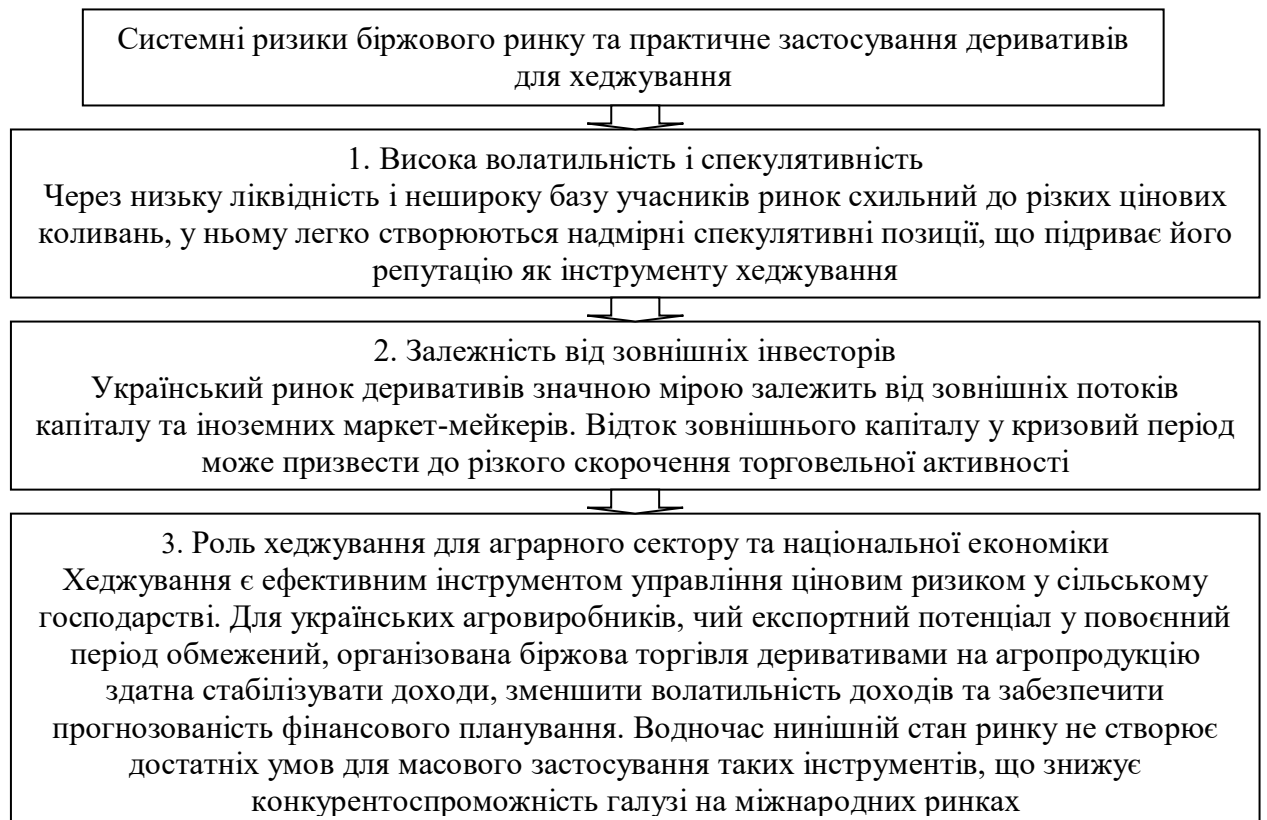 Системні ризики біржового ринку та практичне застосування деривативів
для хеджування
1. Висока волатильність і спекулятивність
Через низьку ліквідність і нешироку базу учасників ринок схильний до різких цінових
коливань, у ньому легко створюються надмірні спекулятивні позиції, що підриває його
репутацію як інструменту хеджування
2. Залежність від зовнішніх інвесторів
Український ринок деривативів значною мірою залежить від зовнішніх потоків
капіталу та іноземних маркет-мейкерів. Відток зовнішнього капіталу у кризовий період
може призвести до різкого скорочення торговельної активності
3. Роль хеджування для аграрного сектору та національної економіки
Хеджування є ефективним інструментом управління ціновим ризиком у сільському
господарстві. Для українських агровиробників, чий експортний потенціал у повоєнний
період обмежений, організована біржова торгівля деривативами на агропродукцію
здатна стабілізувати доходи, зменшити волатильність доходів та забезпечити
прогнозованість фінансового планування. Водночас нинішній стан ринку не створює
достатніх умов для масового застосування таких інструментів, що знижує
конкурентоспроможність галузі на міжнародних ринках